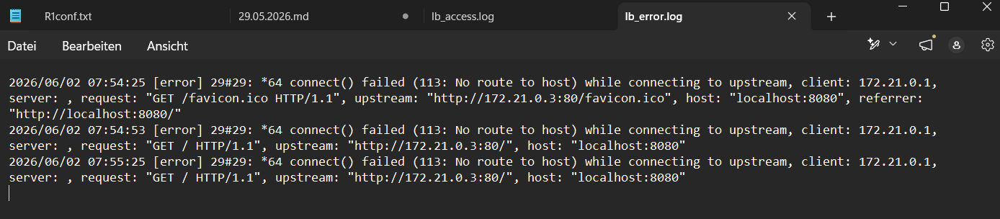 R1conf.txt
29.05.2026.md
lb_access.log
lb_error.log
Datei
Bearbeiten
Ansicht
2026/06/02 07:54:25 [error] 29#29: *64 connect() failed (113: No route to host) while connecting to upstream, client: 172.21.0.1,
server: , request: "GET /favicon.ico HTTP/1.1", upstream: "http://172.21.0.3:80/favicon.ico", host: "localhost:8080", referrer:
"http://localhost:8080/"
2026/06/02 07:54:53 [error] 29#29: *64 connect() failed (113: No route to host) while connecting to upstream, client: 172.21.0.1,
server: , request: "GET / HTTP/1.1", upstream: "http://172.21.0.3:80/", host: "localhost:8080"
2026/06/02 07:55:25 [error] 29#29: *64 connect() failed (113: No route to host) while connecting to upstream, client: 172.21.0.1,
server: , request: "GET / HTTP/1.1", upstream: "http://172.21.0.3:80/", host: "localhost:8080"